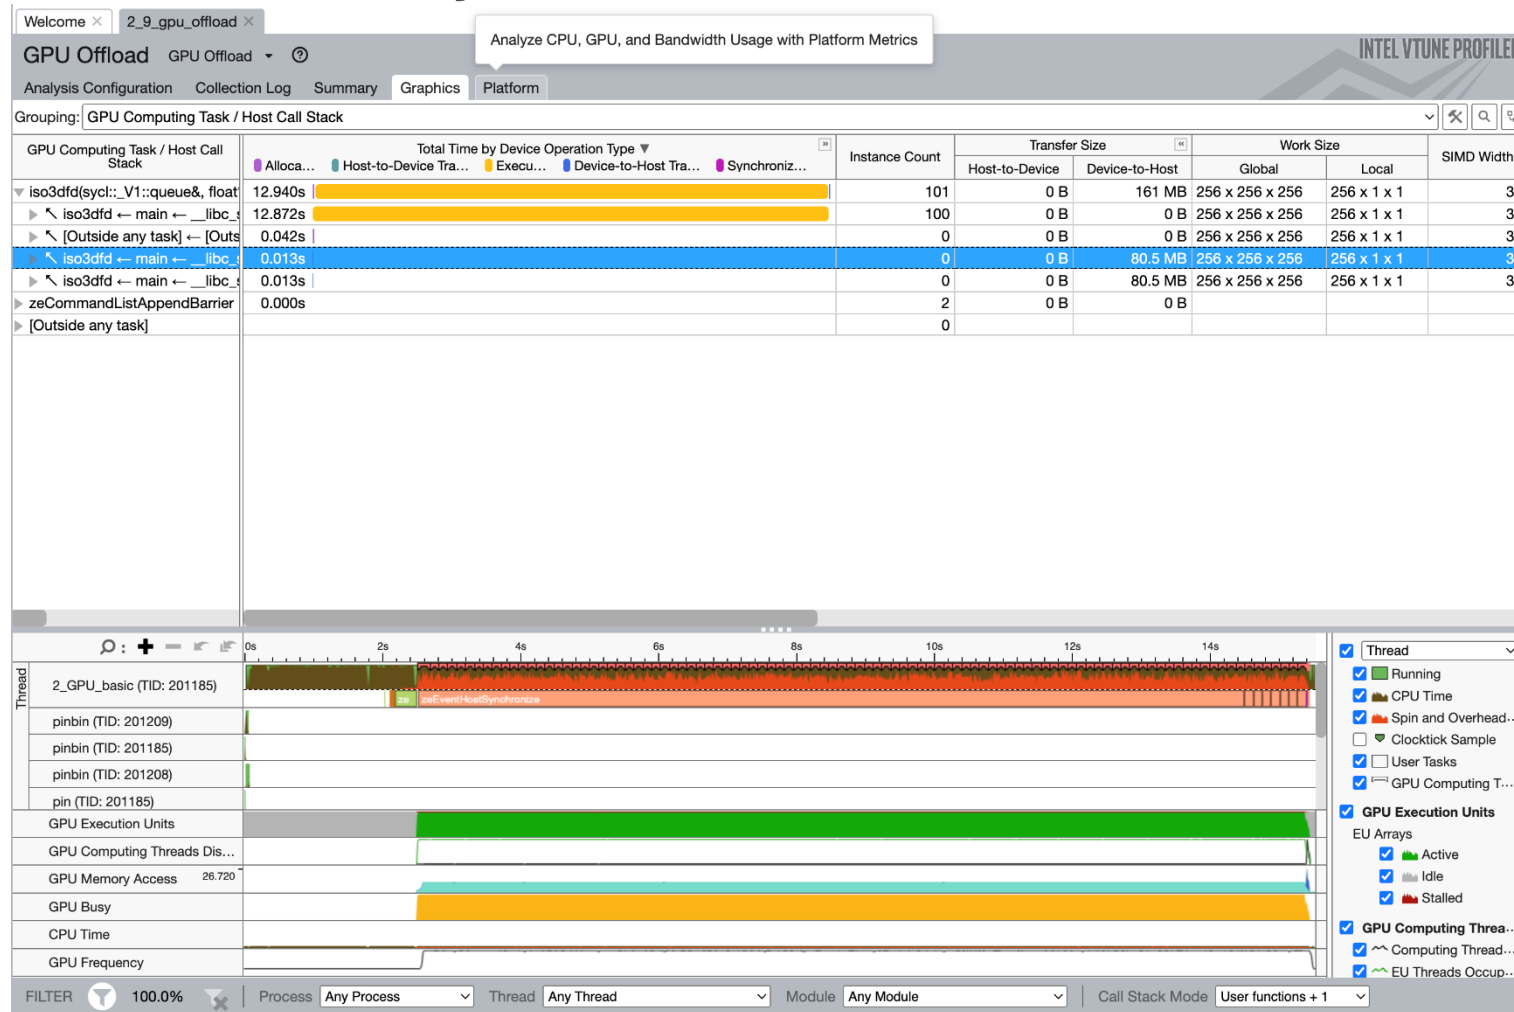 Welcome
2_9_gpu_offload
Analyze CPU, GPU, and Bandwidth Usage with Platform Metrics
GPU Offload GPU Offload
INTEL VTUNE PROFILER
Analysis Configuration Collection Log Summary Graphics Platform
Grouping: GPU Computing Task / Host Call Stack
GPU Computing Task / Host Call Stack
Total Time by Device Operation Type
Alloca... Host-to-Device Tra... Execu... Device-to-Host Tra... Synchroniz...
Instance Count
Transfer Size
Host-to-Device Device-to-Host
Work Size
Global Local
SIMD Width
iso3dfd(sycl::_V1::queue&, float* 12.940s 101 0 B 161 MB 256 x 256 x 256 256 x 1 x 1 3
iso3dfd ← main ← __libc_s 12.872s 100 0 B 0 B 256 x 256 x 256 256 x 1 x 1 3
[Outside any task] ← [Outs 0.042s 0 0 B 0 B 256 x 256 x 256 256 x 1 x 1 3
iso3dfd ← main ← __libc_s 0.013s 0 0 B 80.5 MB 256 x 256 x 256 256 x 1 x 1 3
iso3dfd ← main ← __libc_s 0.013s 0 0 B 80.5 MB 256 x 256 x 256 256 x 1 x 1 3
zeCommandListAppendBarrier 0.000s 2 0 B 0 B
[Outside any task] 0
0s 2s 4s 6s 8s 10s 12s 14s
Thread
2_GPU_basic (TID: 201185)
ze zeEventHostSynchronize
pinbin (TID: 201209)
pinbin (TID: 201185)
pinbin (TID: 201208)
pin (TID: 201185)
GPU Execution Units
GPU Computing Threads Dis...
GPU Memory Access 26.720
GPU Busy
CPU Time
GPU Frequency
Thread
Running
CPU Time
Spin and Overhead...
Clocktick Sample
User Tasks
GPU Computing T...
GPU Execution Units
EU Arrays
Active
Idle
Stalled
GPU Computing Threa...
Computing Thread...
EU Threads Occup...
FILTER 100.0% Process Any Process Thread Any Thread Module Any Module Call Stack Mode User functions + 1